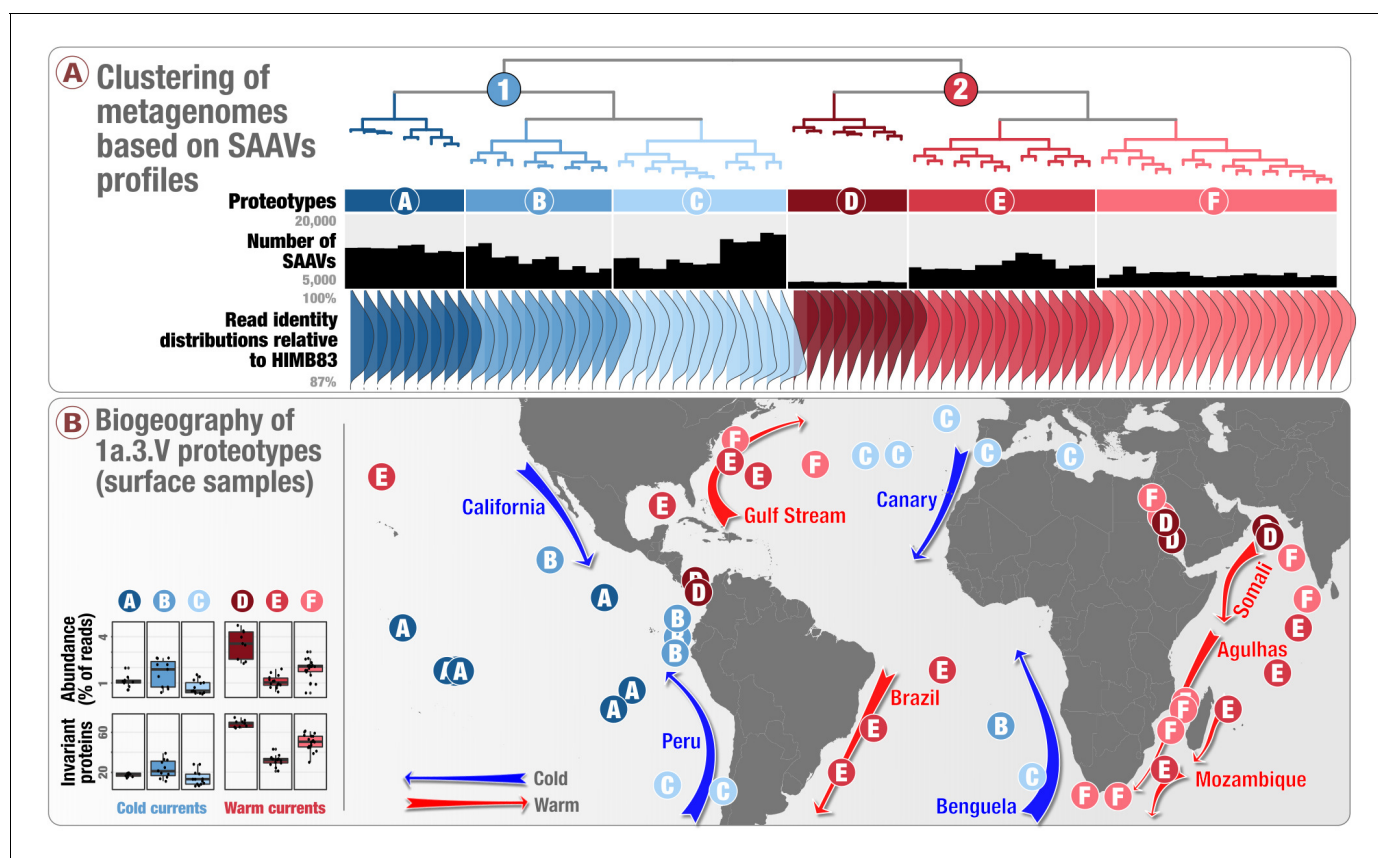 A Clustering of
metagenomes
based on SAAVs
profiles
1
2
Proteotypes
A
B
C
D
E
F
20,000
Number of
SAAVs
5,000
100%
Read identity
distributions relative
to HIMB83
87%
B Biogeography of
1a.3.V proteotypes
(surface samples)
E
California
B
A
A
A
A
A
A
E
F
E
E
Gulf Stream
F
C
C
C
C
C
Canary
D
B
B
B
Peru
C
C
E
Brazil
E
E
B
C
Benguela
F
D
D
D
F
Somali
F
E
Agulhas
E
F
F
E
E
Mozambique
F
F
Cold
Warm
A
B
C
D
E
F
Abundance
(% of reads)
4
1
Invariant
proteins
60
20
Cold currents
Warm currents